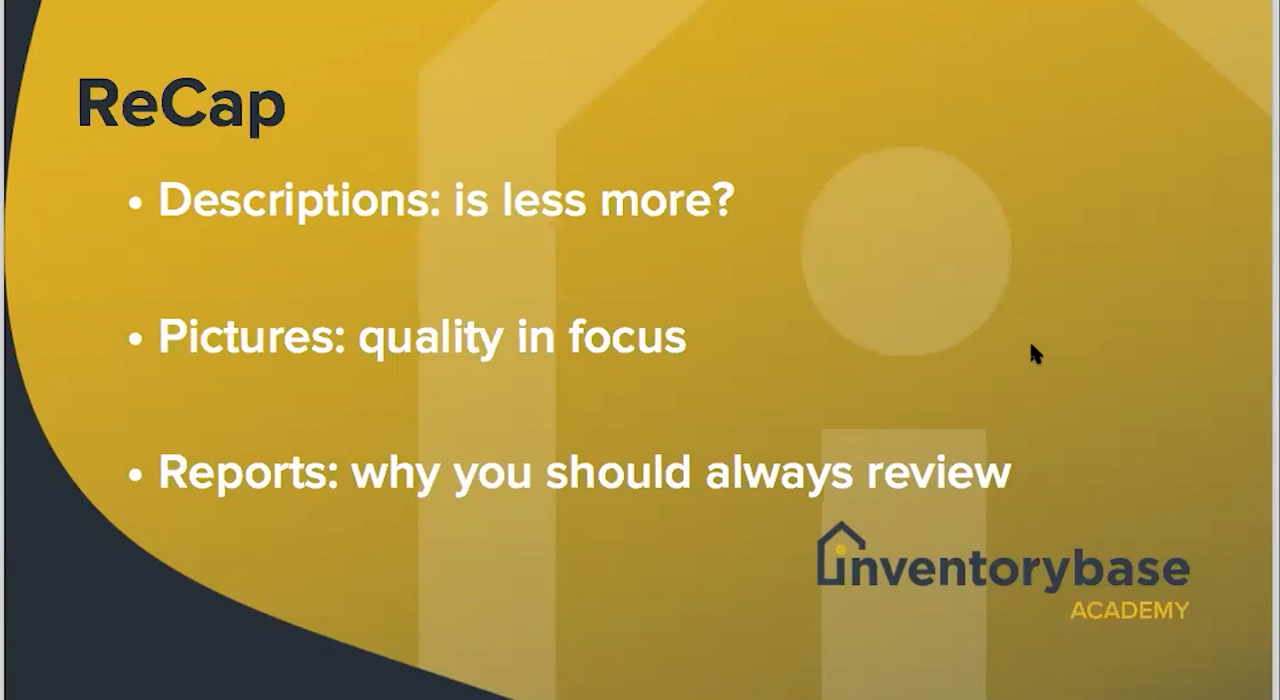 ReCap
• Descriptions: is less more?
• Pictures: quality in focus
• Reports: why you should always review
inventorybase
ACADEMY